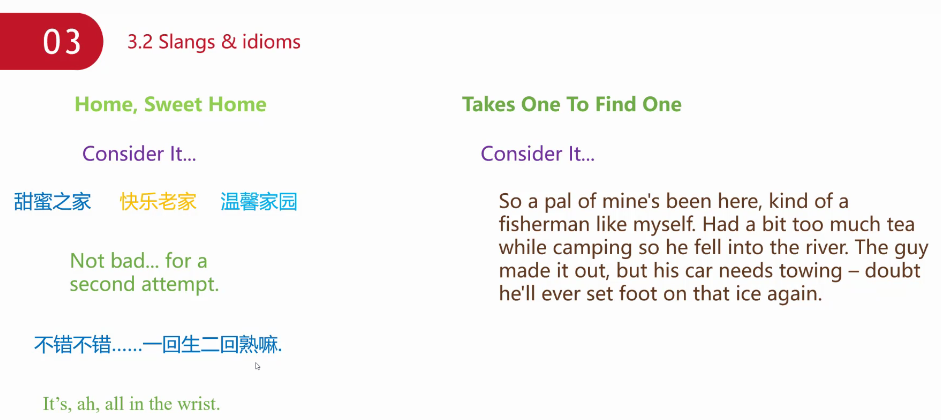 03
3.2 Slangs & idioms
Home, Sweet Home
Consider It...
甜蜜之家 快乐老家 温馨家园
Not bad... for a
second attempt.
不错不错……一回生二回熟嘛.
It's, ah, all in the wrist.
Takes One To Find One
Consider It...
So a pal of mine's been here, kind of a
fisherman like myself. Had a bit too much tea
while camping so he fell into the river. The guy
made it out, but his car needs towing – doubt
he'll ever set foot on that ice again.